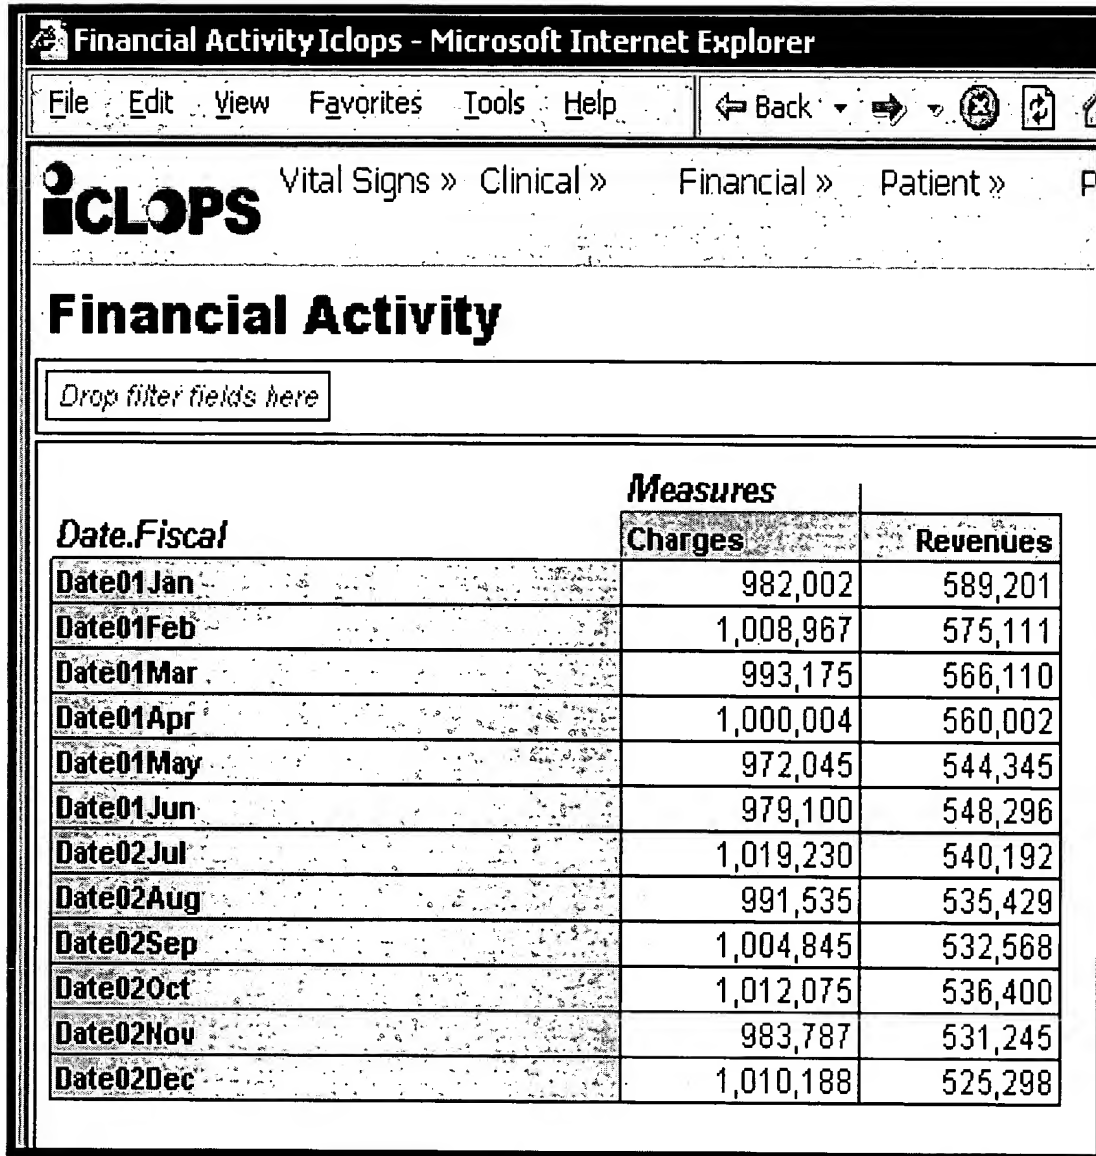 Financial Activity Iclops - Microsoft Internet Explorer
File Edit View Favorites Tools Help Back
iCLOPS Vital Signs » Clinical » Financial » Patient » P
Financial Activity
Drop filter fields here
Measures
Date.Fiscal Charges Revenues
Date01Jan 982,002 589,201
Date01Feb 1,008,967 575,111
Date01Mar 993,175 566,110
Date01Apr 1,000,004 560,002
Date01May 972,045 544,345
Date01Jun 979,100 548,296
Date02Jul 1,019,230 540,192
Date02Aug 991,535 535,429
Date02Sep 1,004,845 532,568
Date02Oct 1,012,075 536,400
Date02Nov 983,787 531,245
Date02Dec 1,010,188 525,298